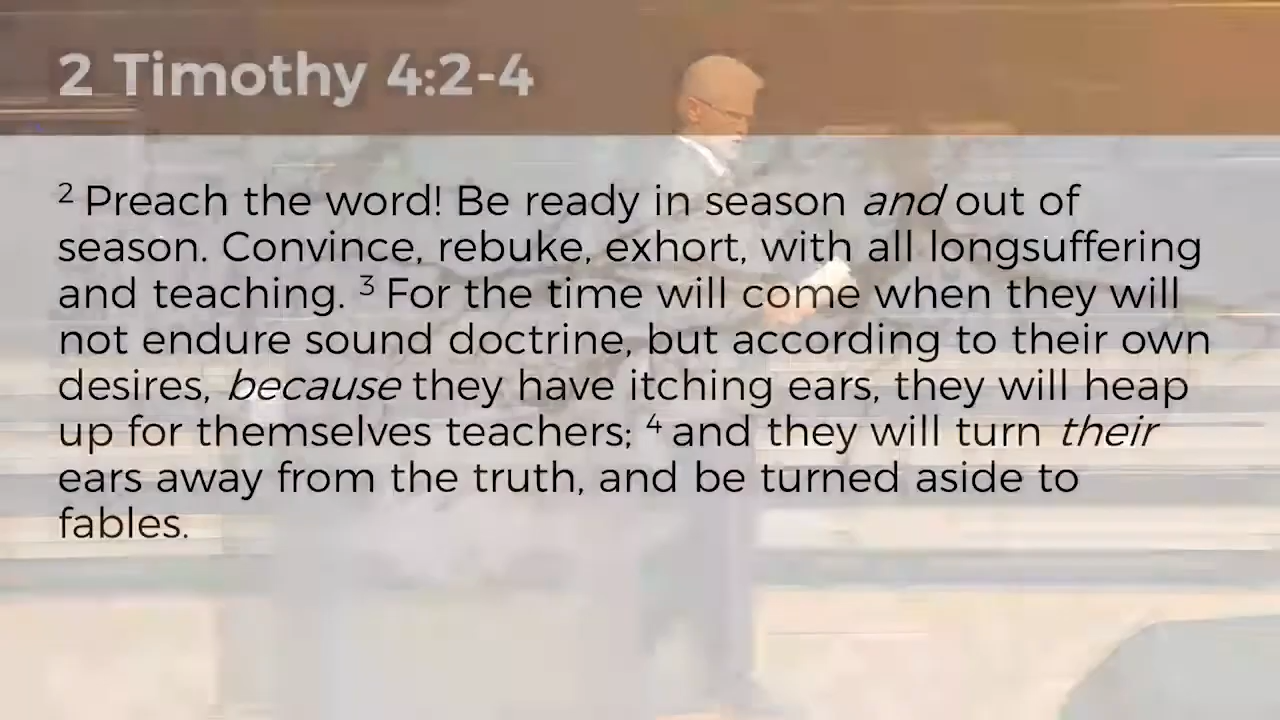 2 Timothy 4:2-4
2 Preach the word! Be ready in season and out of
season. Convince, rebuke, exhort, with all longsuffering
and teaching. 3 For the time will come when they will
not endure sound doctrine, but according to their own
desires, because they have itching ears, they will heap
up for themselves teachers; 4 and they will turn their
ears away from the truth, and be turned aside to
fables.